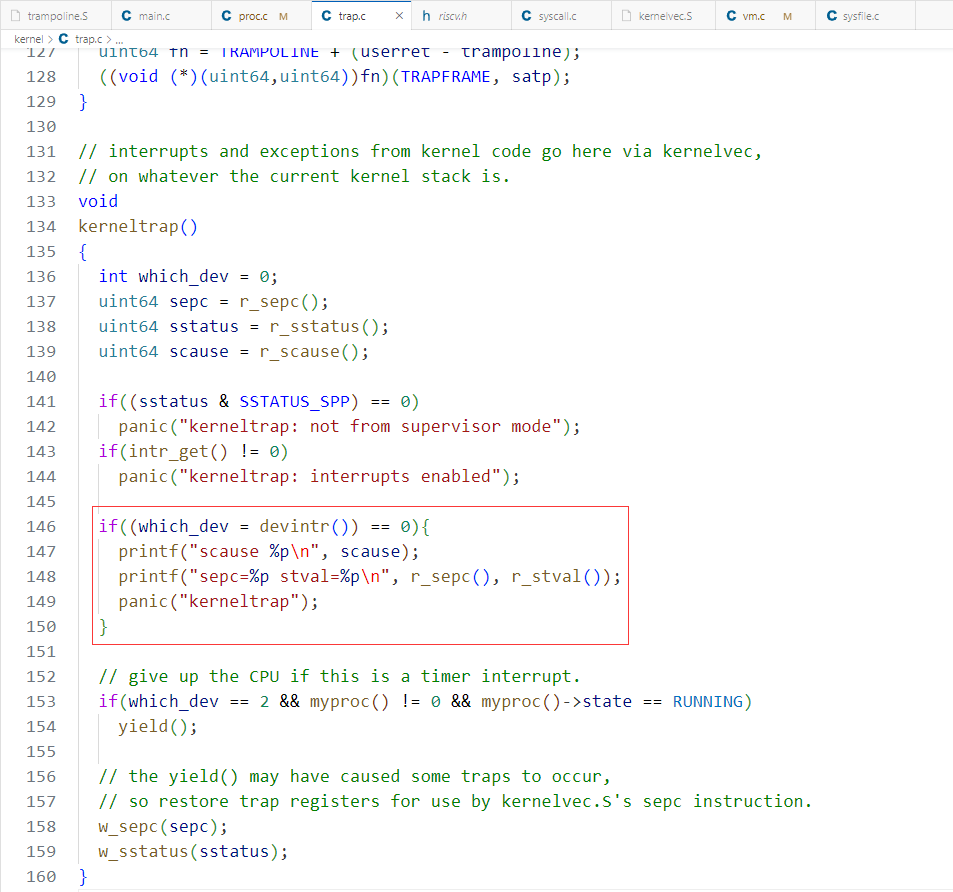 trampoline.S C main.c C proc.c M C trap.c × h riscv.h C syscall.c kernelvec.S C vm.c M C sysfile.c
kernel > C trap.c > ...
127 uint64 fn = TRAMPOLINE + (userret - trampoline);
128 ((void (*)(uint64,uint64))fn)(TRAPFRAME, satp);
129 }
130
131 // interrupts and exceptions from kernel code go here via kernelvec,
132 // on whatever the current kernel stack is.
133 void
134 kerneltrap()
135 {
136 int which_dev = 0;
137 uint64 sepc = r_sepc();
138 uint64 sstatus = r_sstatus();
139 uint64 scause = r_scause();
140
141 if((sstatus & SSTATUS_SPP) == 0)
142 panic("kerneltrap: not from supervisor mode");
143 if(intr_get() != 0)
144 panic("kerneltrap: interrupts enabled");
145
146 if((which_dev = devintr()) == 0){
147 printf("scause %p\n", scause);
148 printf("sepc=%p stval=%p\n", r_sepc(), r_stval());
149 panic("kerneltrap");
150 }
151
152 // give up the CPU if this is a timer interrupt.
153 if(which_dev == 2 && myproc() != 0 && myproc()->state == RUNNING)
154 yield();
155
156 // the yield() may have caused some traps to occur,
157 // so restore trap registers for use by kernelvec.S's sepc instruction.
158 w_sepc(sepc);
159 w_sstatus(sstatus);
160 }